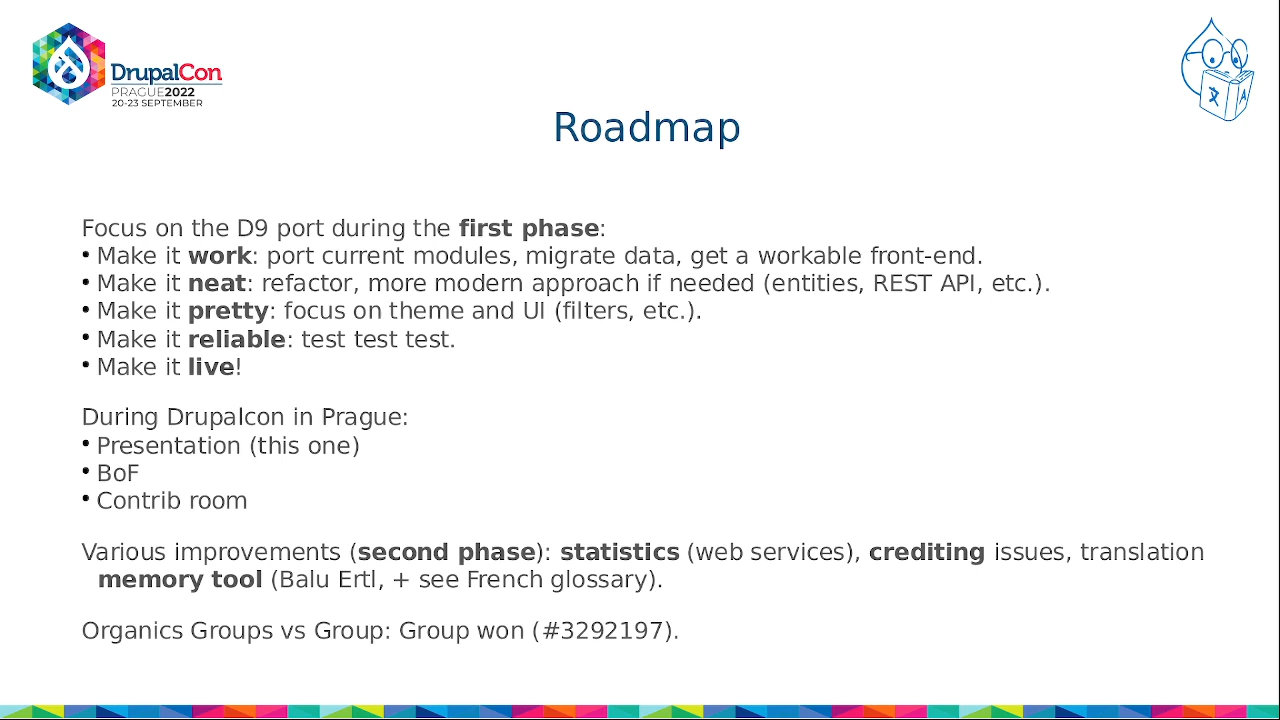 DrupalCon
PRAGUE2022
20-23 SEPTEMBER
Roadmap
Focus on the D9 port during the first phase:
• Make it work: port current modules, migrate data, get a workable front-end.
• Make it neat: refactor, more modern approach if needed (entities, REST API, etc.).
• Make it pretty: focus on theme and UI (filters, etc.).
• Make it reliable: test test test.
• Make it live!
During Drupalcon in Prague:
• Presentation (this one)
• BoF
• Contrib room
Various improvements (second phase): statistics (web services), crediting issues, translation
memory tool (Balu Ertl, + see French glossary).
Organics Groups vs Group: Group won (#3292197).